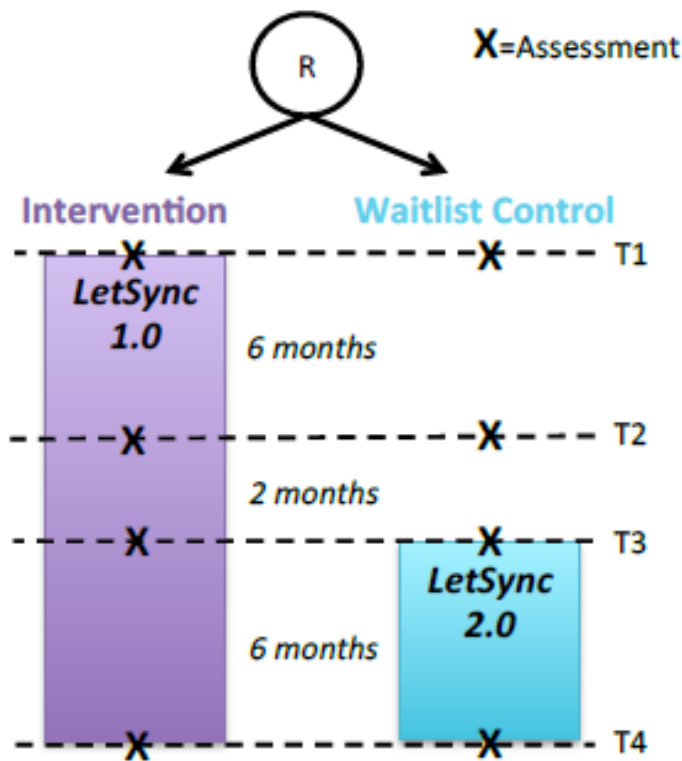 R
X=Assessment
Intervention
Waitlist Control
X
X
T1
LetSync
1.0
6 months
X
X
T2
2 months
X
X
T3
LetSync
2.0
6 months
X
X
T4